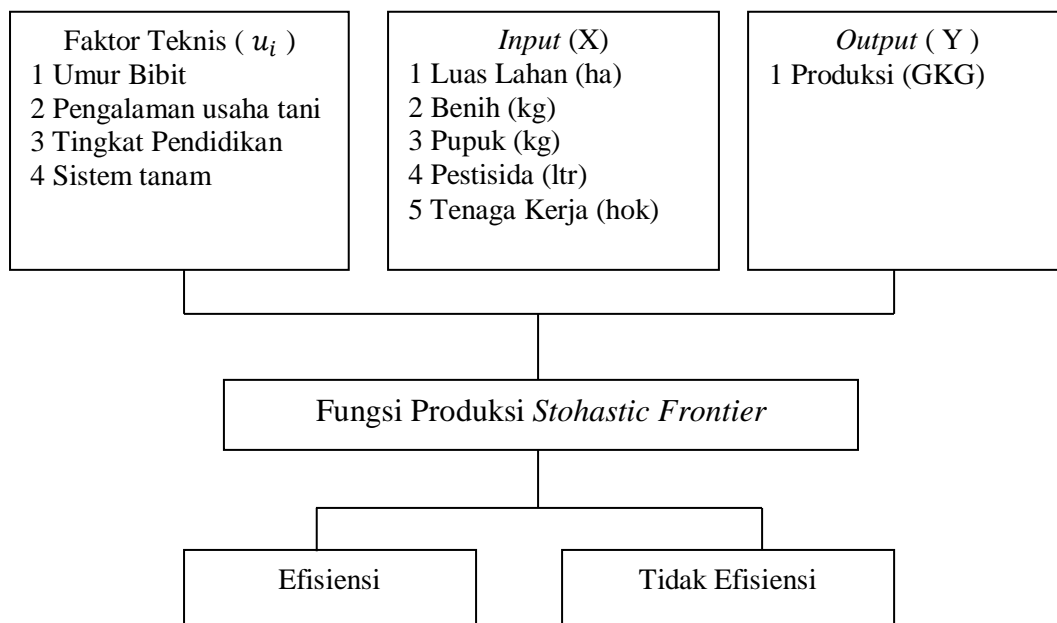 Faktor Teknis ( 𝑢𝑖 )
1 Umur Bibit
2 Pengalaman usaha tani
3 Tingkat Pendidikan
4 Sistem tanam
Input (X)
1 Luas Lahan (ha)
2 Benih (kg)
3 Pupuk (kg)
4 Pestisida (ltr)
5 Tenaga Kerja (hok)
Output ( Y )
1 Produksi (GKG)
Fungsi Produksi Stohastic Frontier
Efisiensi
Tidak Efisiensi